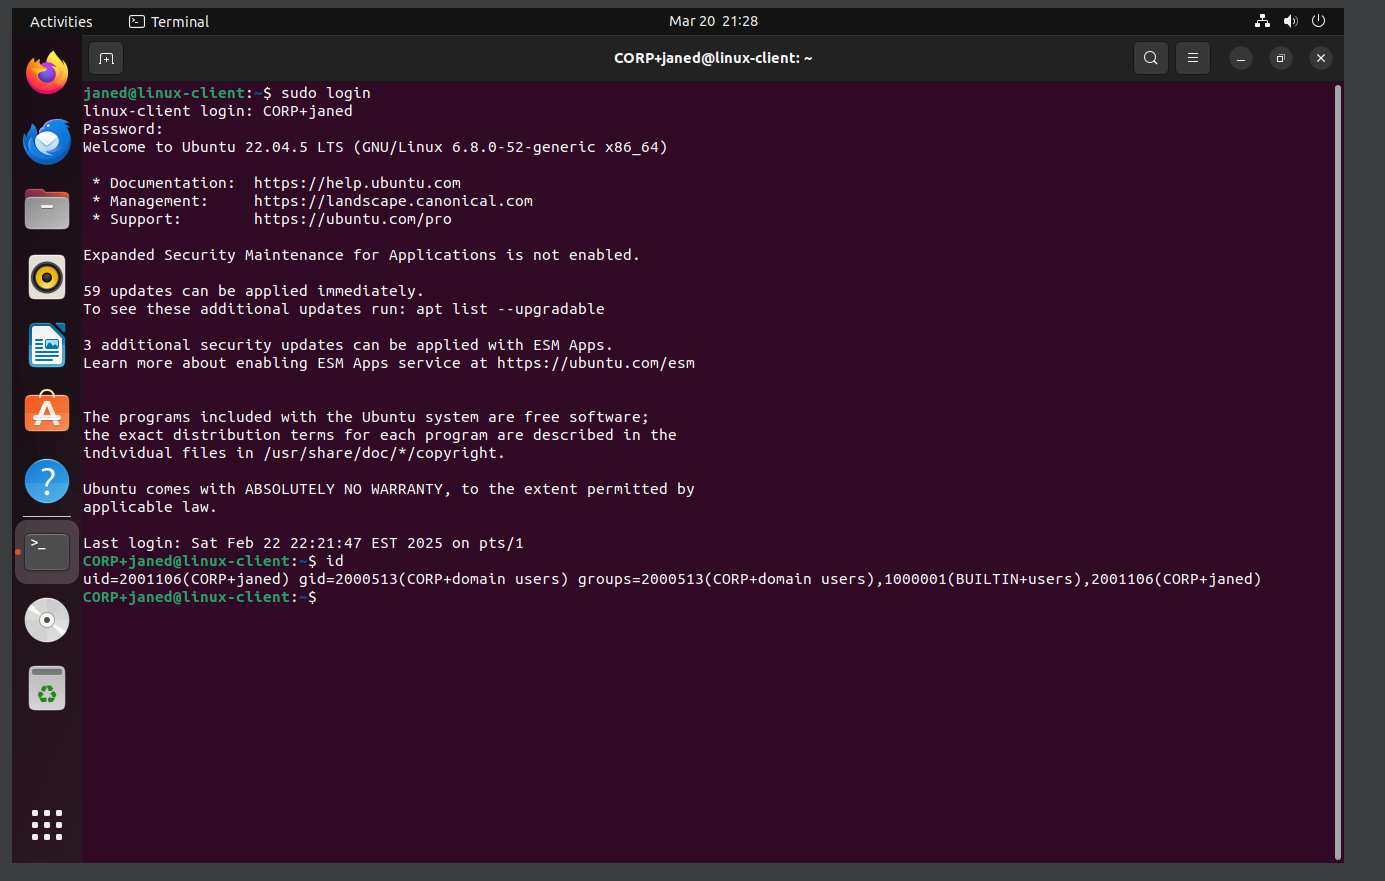 Activities Terminal Mar 20 21:28
CORP+janed@linux-client: ~
janed@linux-client:~$ sudo login
linux-client login: CORP+janed
Password:
Welcome to Ubuntu 22.04.5 LTS (GNU/Linux 6.8.0-52-generic x86_64)
* Documentation: https://help.ubuntu.com
* Management: https://landscape.canonical.com
* Support: https://ubuntu.com/pro
Expanded Security Maintenance for Applications is not enabled.
59 updates can be applied immediately.
To see these additional updates run: apt list --upgradable
3 additional security updates can be applied with ESM Apps.
Learn more about enabling ESM Apps service at https://ubuntu.com/esm
The programs included with the Ubuntu system are free software;
the exact distribution terms for each program are described in the
individual files in /usr/share/doc/*/copyright.
Ubuntu comes with ABSOLUTELY NO WARRANTY, to the extent permitted by
applicable law.
Last login: Sat Feb 22 22:21:47 EST 2025 on pts/1
CORP+janed@linux-client:~$ id
uid=2001106(CORP+janed) gid=2000513(CORP+domain users) groups=2000513(CORP+domain users),1000001(BUILTIN+users),2001106(CORP+janed)
CORP+janed@linux-client:~$